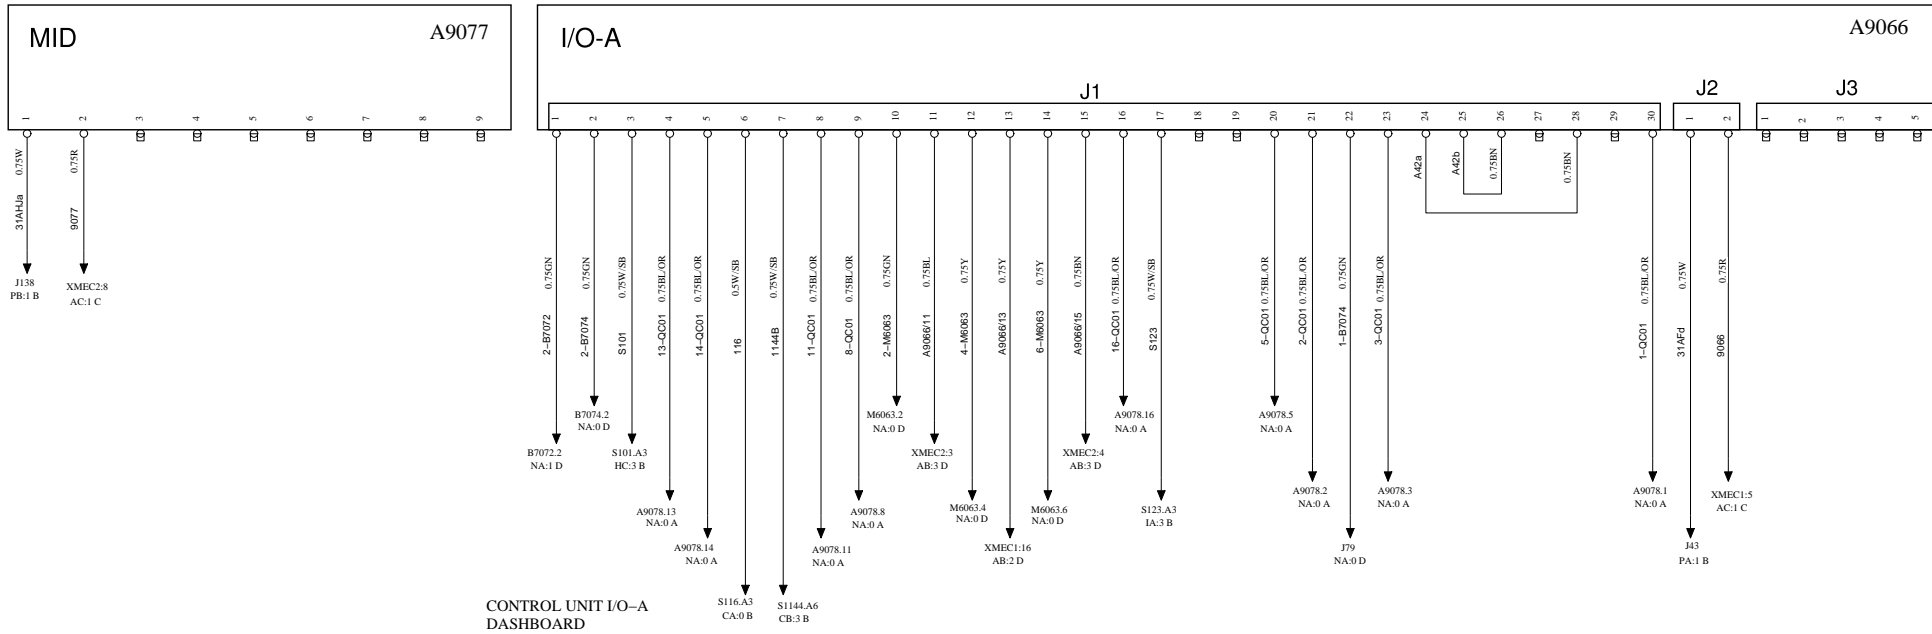 MID
A9077
I/O-A
A9066
J1
J2
J3
1 2 3 4 5 6 7 8 9
1 2 3 4 5 6 7 8 9 10 11 12 13 14 15 16 17 18 19 20 21 22 23 24 25 26 27 28 29 30
1 2
1 2 3 4 5
31AHJa 0.75W
9077 0.75R
J138
PB:1 B
XMEC2:8
AC:1 C
2-B7072 0.75GN
2-B7074 0.75GN
S101 0.75W/SB
13-QC01 0.75BL/OR
14-QC01 0.75BL/OR
116 0.5W/SB
1144B 0.75W/SB
11-QC01 0.75BL/OR
8-QC01 0.75BL/OR
2-M6063 0.75GN
A9066/11 0.75BL
4-M6063 0.75Y
A9066/13 0.75Y
6-M6063 0.75Y
A9066/15 0.75BN
16-QC01 0.75BL/OR
S123 0.75W/SB
5-QC01 0.75BL/OR
2-QC01 0.75BL/OR
1-B7074 0.75GN
3-QC01 0.75BL/OR
A42a
A42b
0.75BN
0.75BN
1-QC01 0.75BL/OR
31AFd 0.75W
9066 0.75R
B7072.2
NA:1 D
B7074.2
NA:0 D
S101.A3
HC:3 B
A9078.13
NA:0 A
A9078.14
NA:0 A
S116.A3
CA:0 B
S1144.A6
CB:3 B
A9078.11
NA:0 A
A9078.8
NA:0 A
M6063.2
NA:0 D
XMEC2:3
AB:3 D
M6063.4
NA:0 D
XMEC1:16
AB:2 D
M6063.6
NA:0 D
XMEC2:4
AB:3 D
A9078.16
NA:0 A
S123.A3
IA:3 B
A9078.5
NA:0 A
A9078.2
NA:0 A
J79
NA:0 D
A9078.3
NA:0 A
A9078.1
NA:0 A
J43
PA:1 B
XMEC1:5
AC:1 C
CONTROL UNIT I/O-A
DASHBOARD